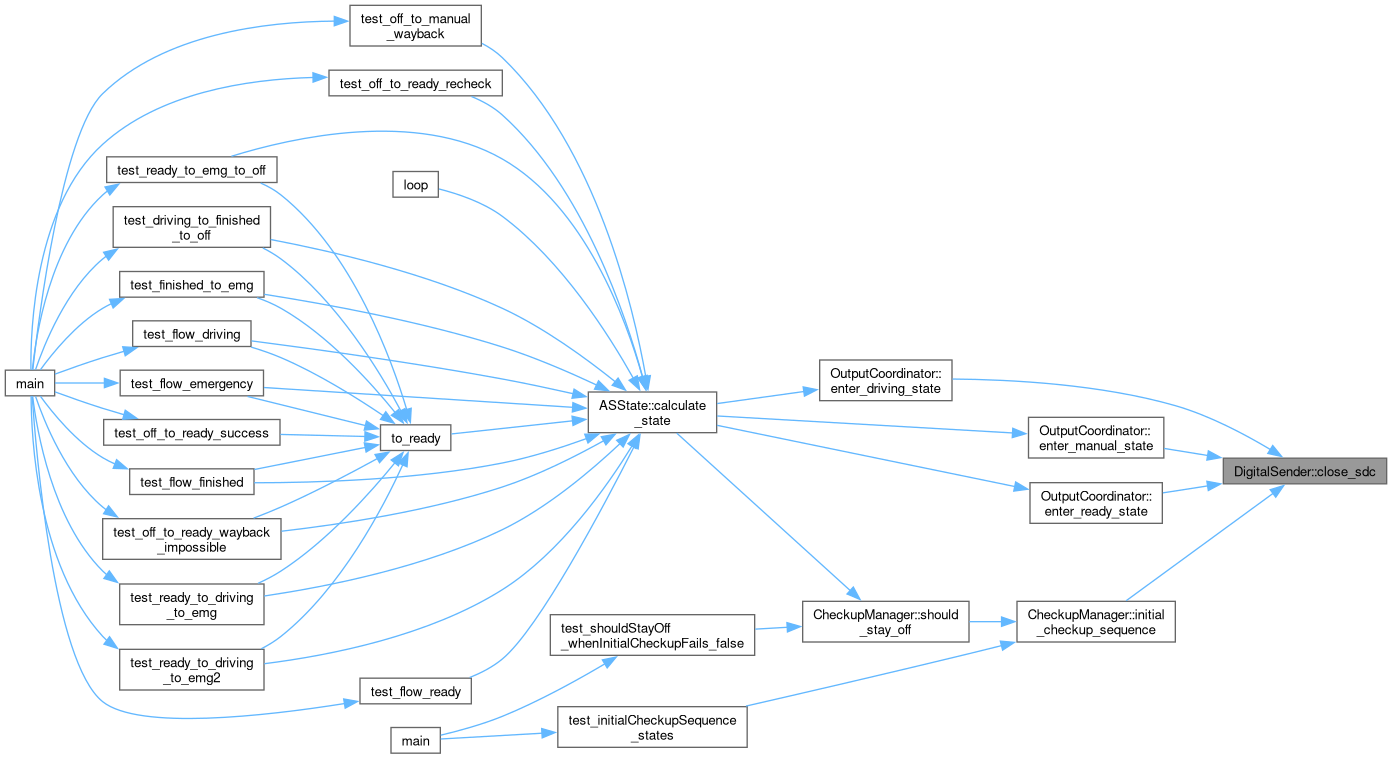 test_off_to_manual
_wayback
test_off_to_ready_recheck
test_ready_to_emg_to_off
loop
test_driving_to_finished
_to_off
test_finished_to_emg
test_flow_driving
main
test_flow_emergency
test_off_to_ready_success
to_ready
test_flow_finished
test_off_to_ready_wayback
_impossible
test_ready_to_driving
_to_emg
test_ready_to_driving
_to_emg2
test_flow_ready
ASState::calculate
_state
OutputCoordinator::
enter_driving_state
OutputCoordinator::
enter_manual_state
OutputCoordinator::
enter_ready_state
DigitalSender::close_sdc
CheckupManager::should
_stay_off
CheckupManager::initial
_checkup_sequence
test_shouldStayOff
_whenInitialCheckupFails_false
test_initialCheckupSequence
_states
main